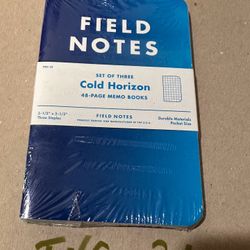 FIELD
NOTES
SET OF THREE
Cold Horizon
48-PAGE MEMO BOOKS
3-1/2" × 5-1/2"
Three Staples
FIELD NOTES
Durable Materials
Pocket Size